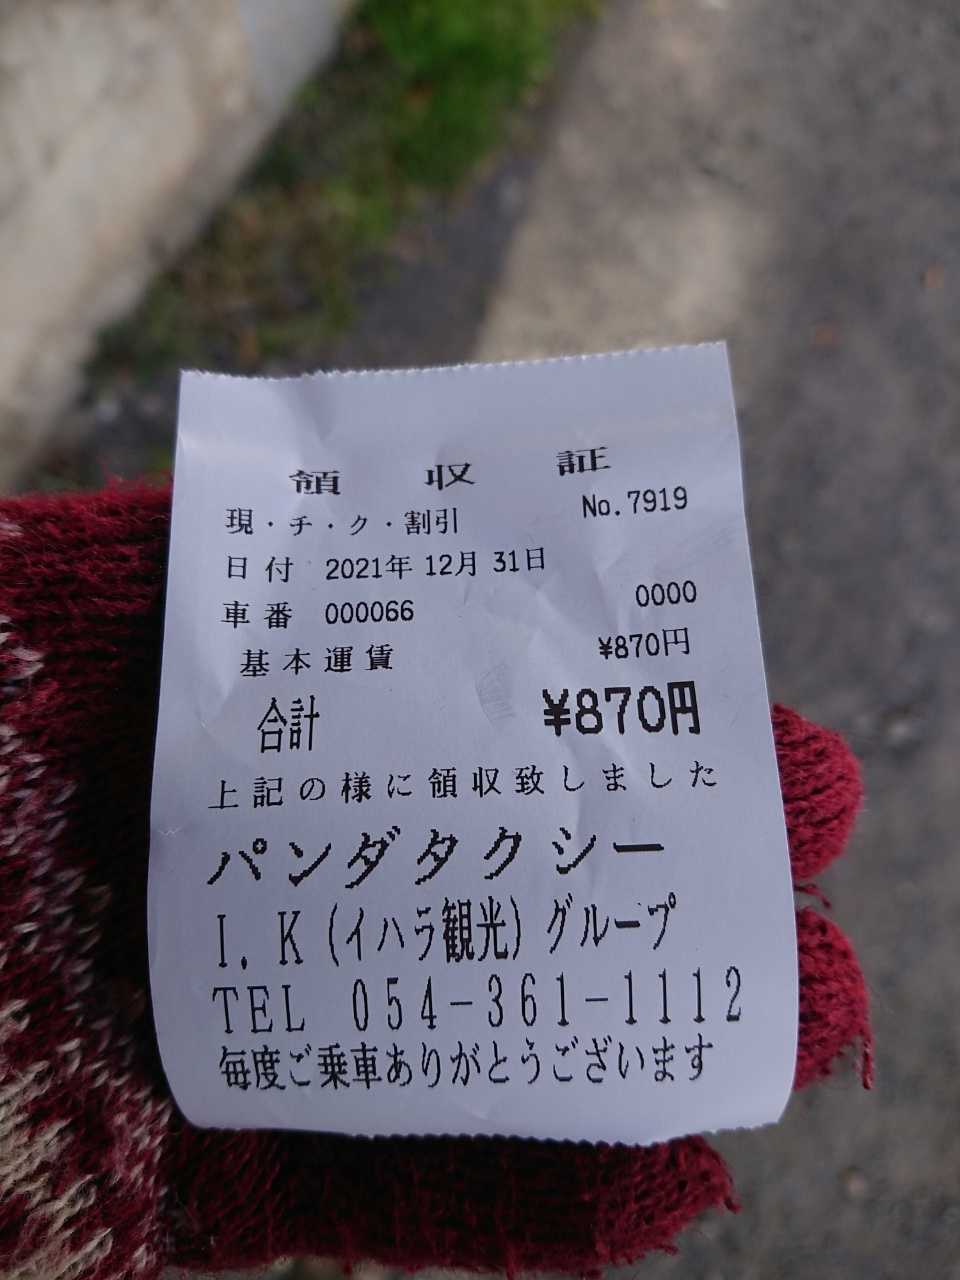 領収証
現・チ・ク・割引 No.7919
日付 2021年 12月 31日
車番 000066 0000
基本運賃 ¥870円
合計 ¥870円
上記の様に領収致しました
パンダタクシー
I.K(イハラ観光)グループ
TEL 054-361-1112
毎度ご乗車ありがとうございます